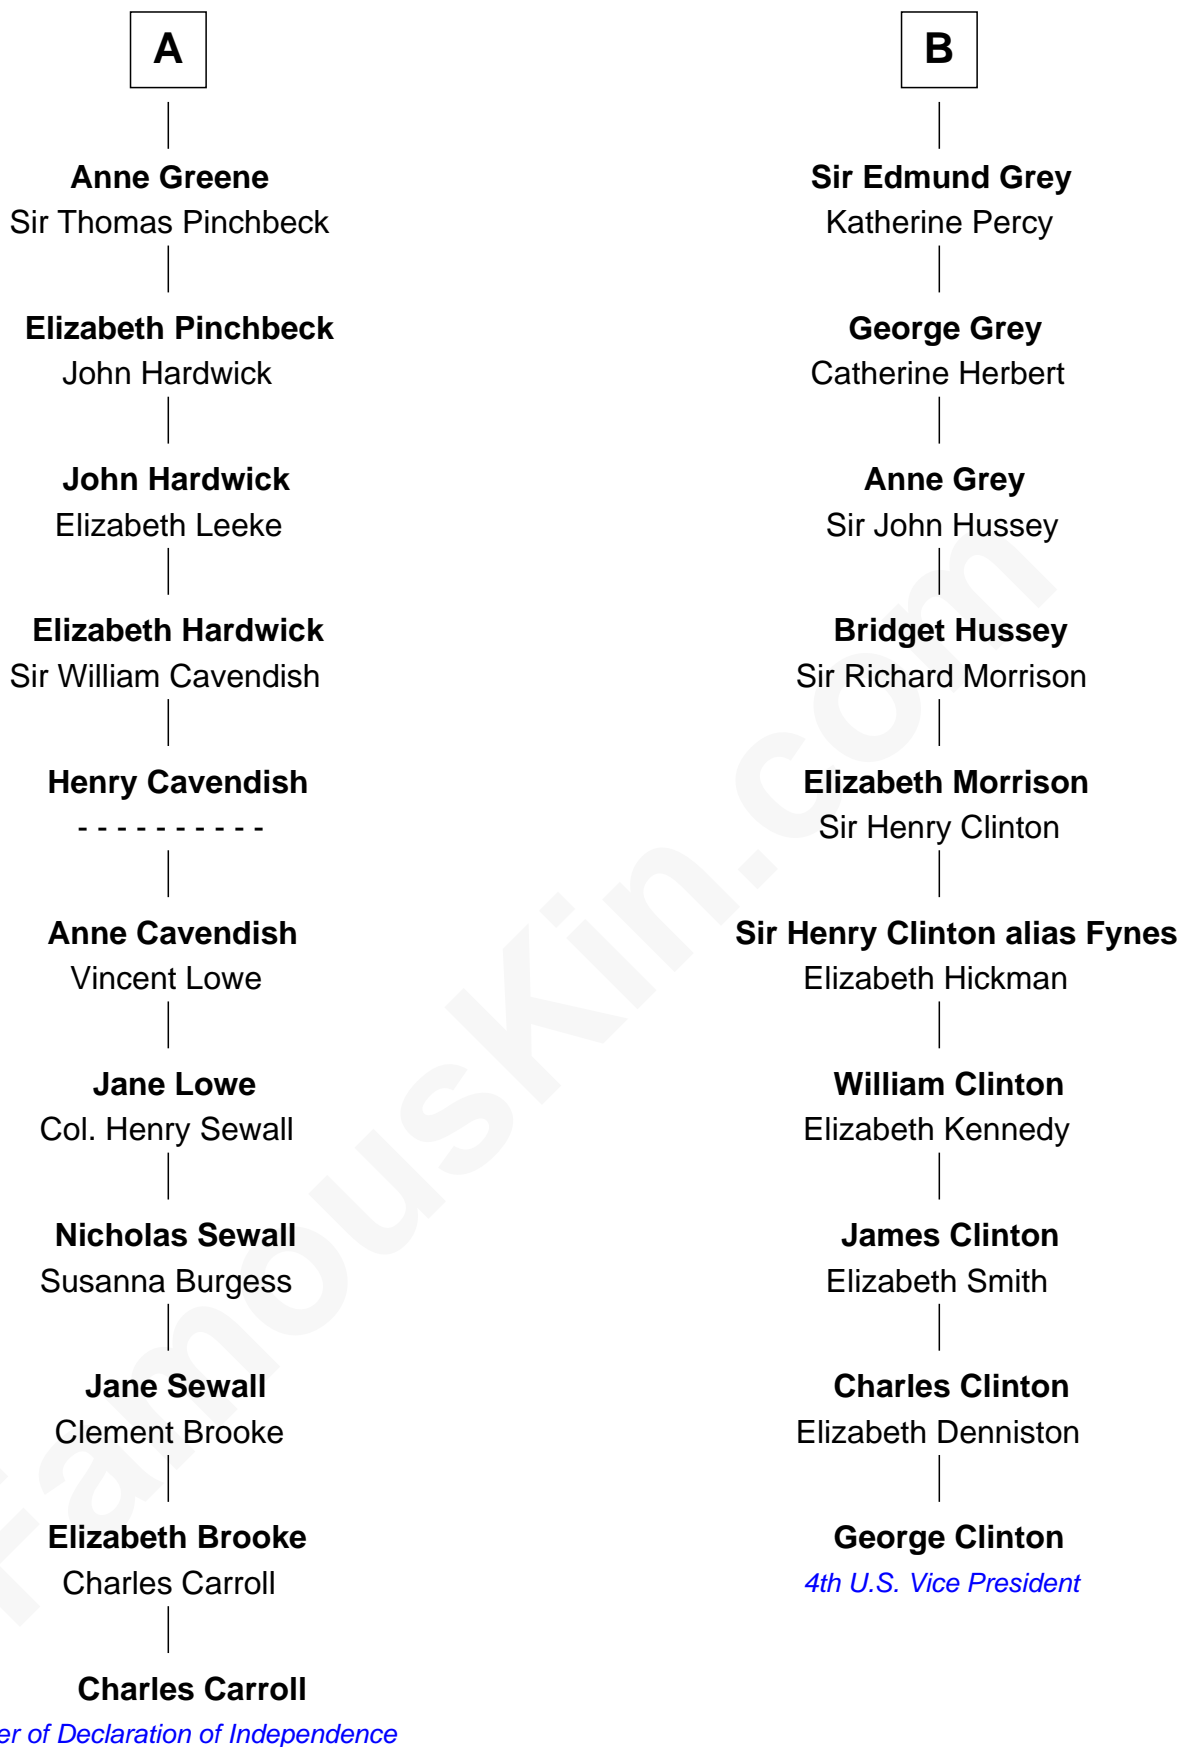 A
Anne Greene
Sir Thomas Pinchbeck
Elizabeth Pinchbeck
John Hardwick
John Hardwick
Elizabeth Leeke
Elizabeth Hardwick
Sir William Cavendish
Henry Cavendish
- - - - - - - - - -
Anne Cavendish
Vincent Lowe
Jane Lowe
Col. Henry Sewall
Nicholas Sewall
Susanna Burgess
Jane Sewall
Clement Brooke
Elizabeth Brooke
Charles Carroll
Charles Carroll
er of Declaration of Independence
B
Sir Edmund Grey
Katherine Percy
George Grey
Catherine Herbert
Anne Grey
Sir John Hussey
Bridget Hussey
Sir Richard Morrison
Elizabeth Morrison
Sir Henry Clinton
Sir Henry Clinton alias Fynes
Elizabeth Hickman
William Clinton
Elizabeth Kennedy
James Clinton
Elizabeth Smith
Charles Clinton
Elizabeth Denniston
George Clinton
4th U.S. Vice President
FamousKin.com